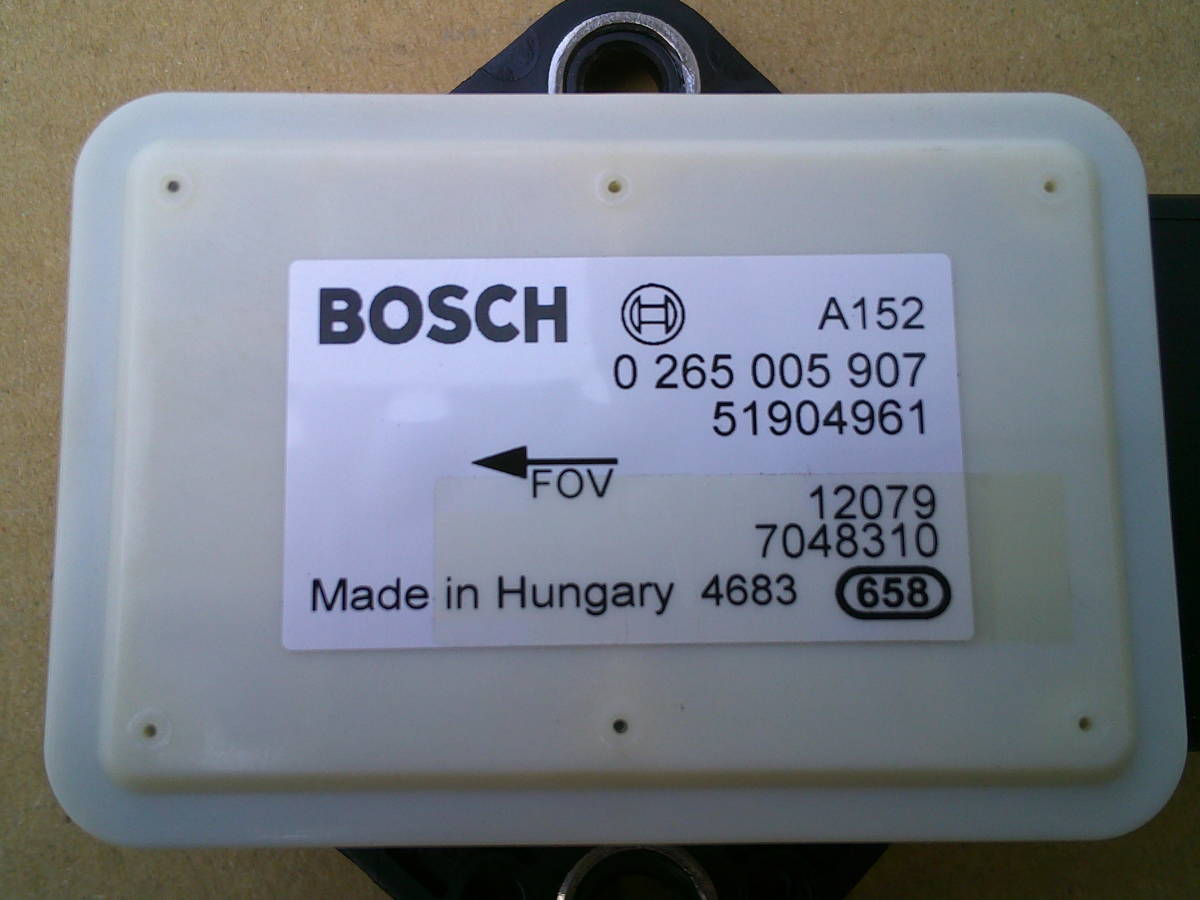 BOSCH A152
0 265 005 907
51904961
FOV
12079
7048310
Made in Hungary 4683 658